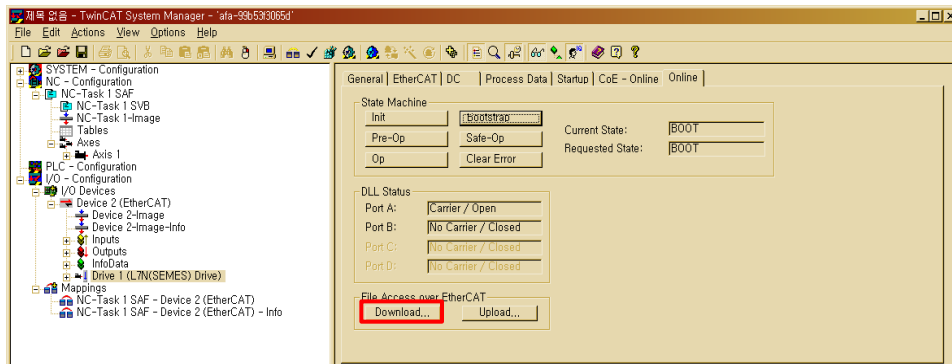 제목 없음 - TwinCAT System Manager - 'afa-99b53f3065d'
File Edit Actions View Options Help
SYSTEM - Configuration
NC - Configuration
NC-Task 1 SAF
NC-Task 1 SVB
NC-Task 1-Image
Tables
Axes
Axis 1
PLC - Configuration
I/O - Configuration
I/O Devices
Device 2 (EtherCAT)
Device 2-Image
Device 2-Image-Info
Inputs
Outputs
InfoData
Drive 1 (L7N(SEMES) Drive)
Mappings
NC-Task 1 SAF - Device 2 (EtherCAT)
NC-Task 1 SAF - Device 2 (EtherCAT) - Info
General EtherCAT DC Process Data Startup CoE - Online Online
State Machine
Init Bootstrap
Pre-Op Safe-Op Current State: BOOT
Op Clear Error Requested State: BOOT
DLL Status
Port A: Carrier / Open
Port B: No Carrier / Closed
Port C: No Carrier / Closed
Port D: No Carrier / Closed
File Access over EtherCAT
Download... Upload...